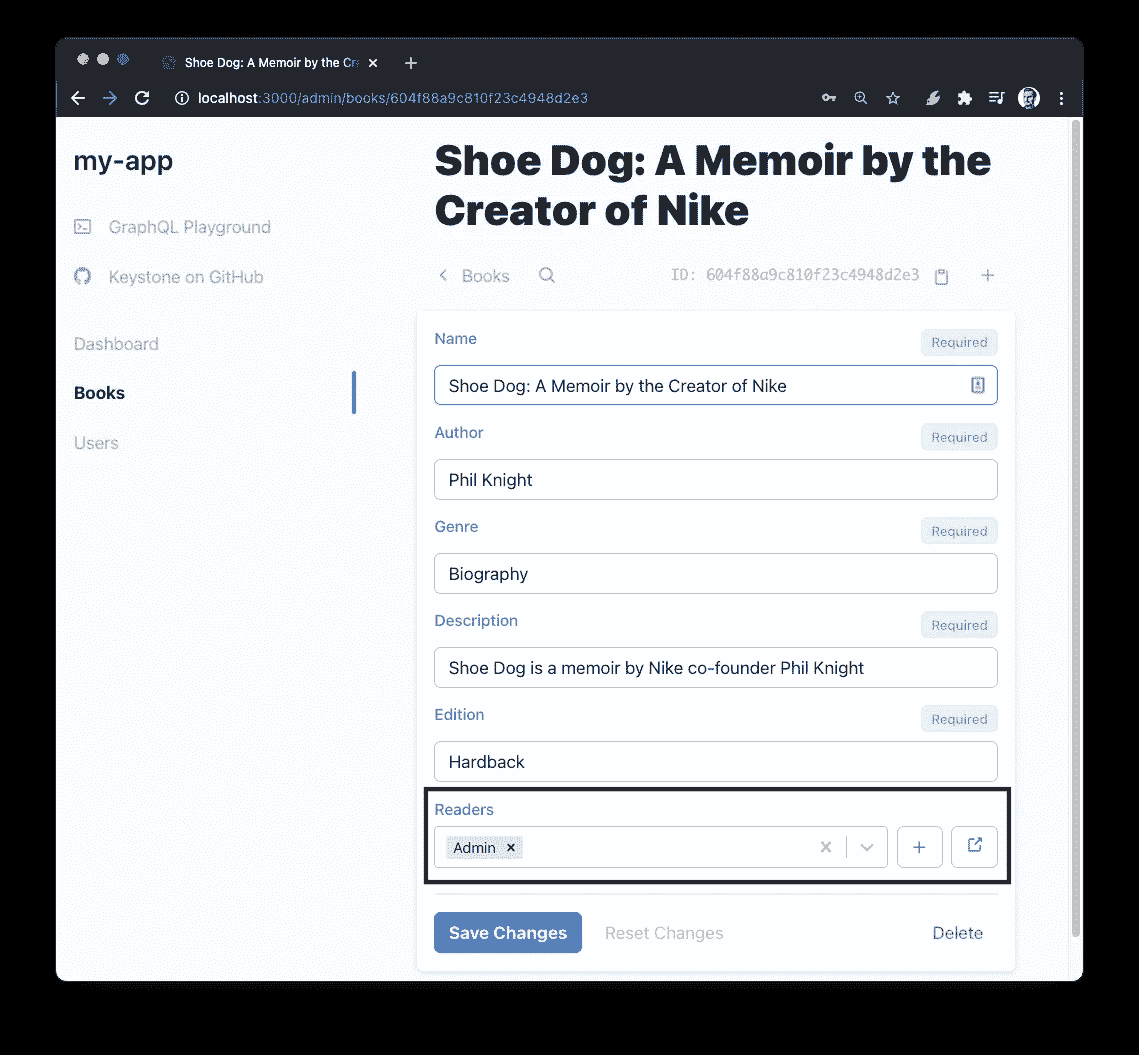 Shoe Dog: A Memoir by the Cre
localhost:3000/admin/books/604f88a9c810f23c4948d2e3
my-app
GraphQL Playground
Keystone on GitHub
Dashboard
Books
Users
Shoe Dog: A Memoir by the
Creator of Nike
Books
ID: 604f88a9c810f23c4948d2e3
Name
Required
Shoe Dog: A Memoir by the Creator of Nike
Author
Required
Phil Knight
Genre
Required
Biography
Description
Required
Shoe Dog is a memoir by Nike co-founder Phil Knight
Edition
Required
Hardback
Readers
Admin
Save Changes
Reset Changes
Delete